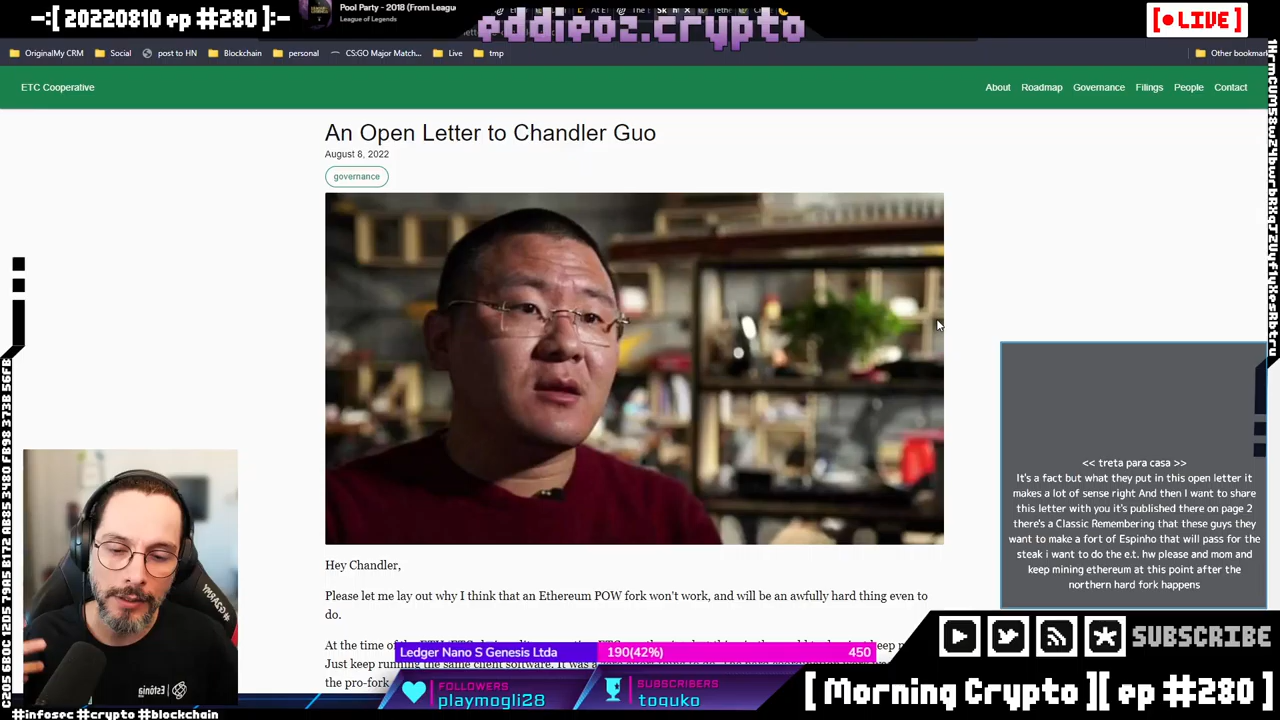 -:[ 20220810 ep #280 ]:-
Pool Party - 2018 (From Leagu
League of Legends
eddieoz.crypto
[● LIVE ]
OriginalMy CRM
Social
post to HN
Blockchain
personal
CS:GO Major Match...
Live
tmp
Other bookmark
ETC Cooperative
About
Roadmap
Governance
Filings
People
Contact
An Open Letter to Chandler Guo
August 8, 2022
governance
Hey Chandler,
Please let me lay out why I think that an Ethereum POW fork won't work, and will be an awfully hard thing even to
do.
At the time of the
Just keep running the same client software. It was a
the pro-fork
<< treta para casa >>
It's a fact but what they put in this open letter it
makes a lot of sense right And then I want to share
this letter with you it's published there on page 2
there's a Classic Remembering that these guys they
want to make a fort of Espinho that will pass for the
steak i want to do the e.t. hw please and mom and
keep mining ethereum at this point after the
northern hard fork happens
Ledger Nano S Genesis Ltda
190(42%)
450
FOLLOWERS
playmogli28
SUBSCRIBERS
toguko
SUBSCRIBE
[ Morning Crypto ][ ep #280 ]
#infosec #crypto #blockchain